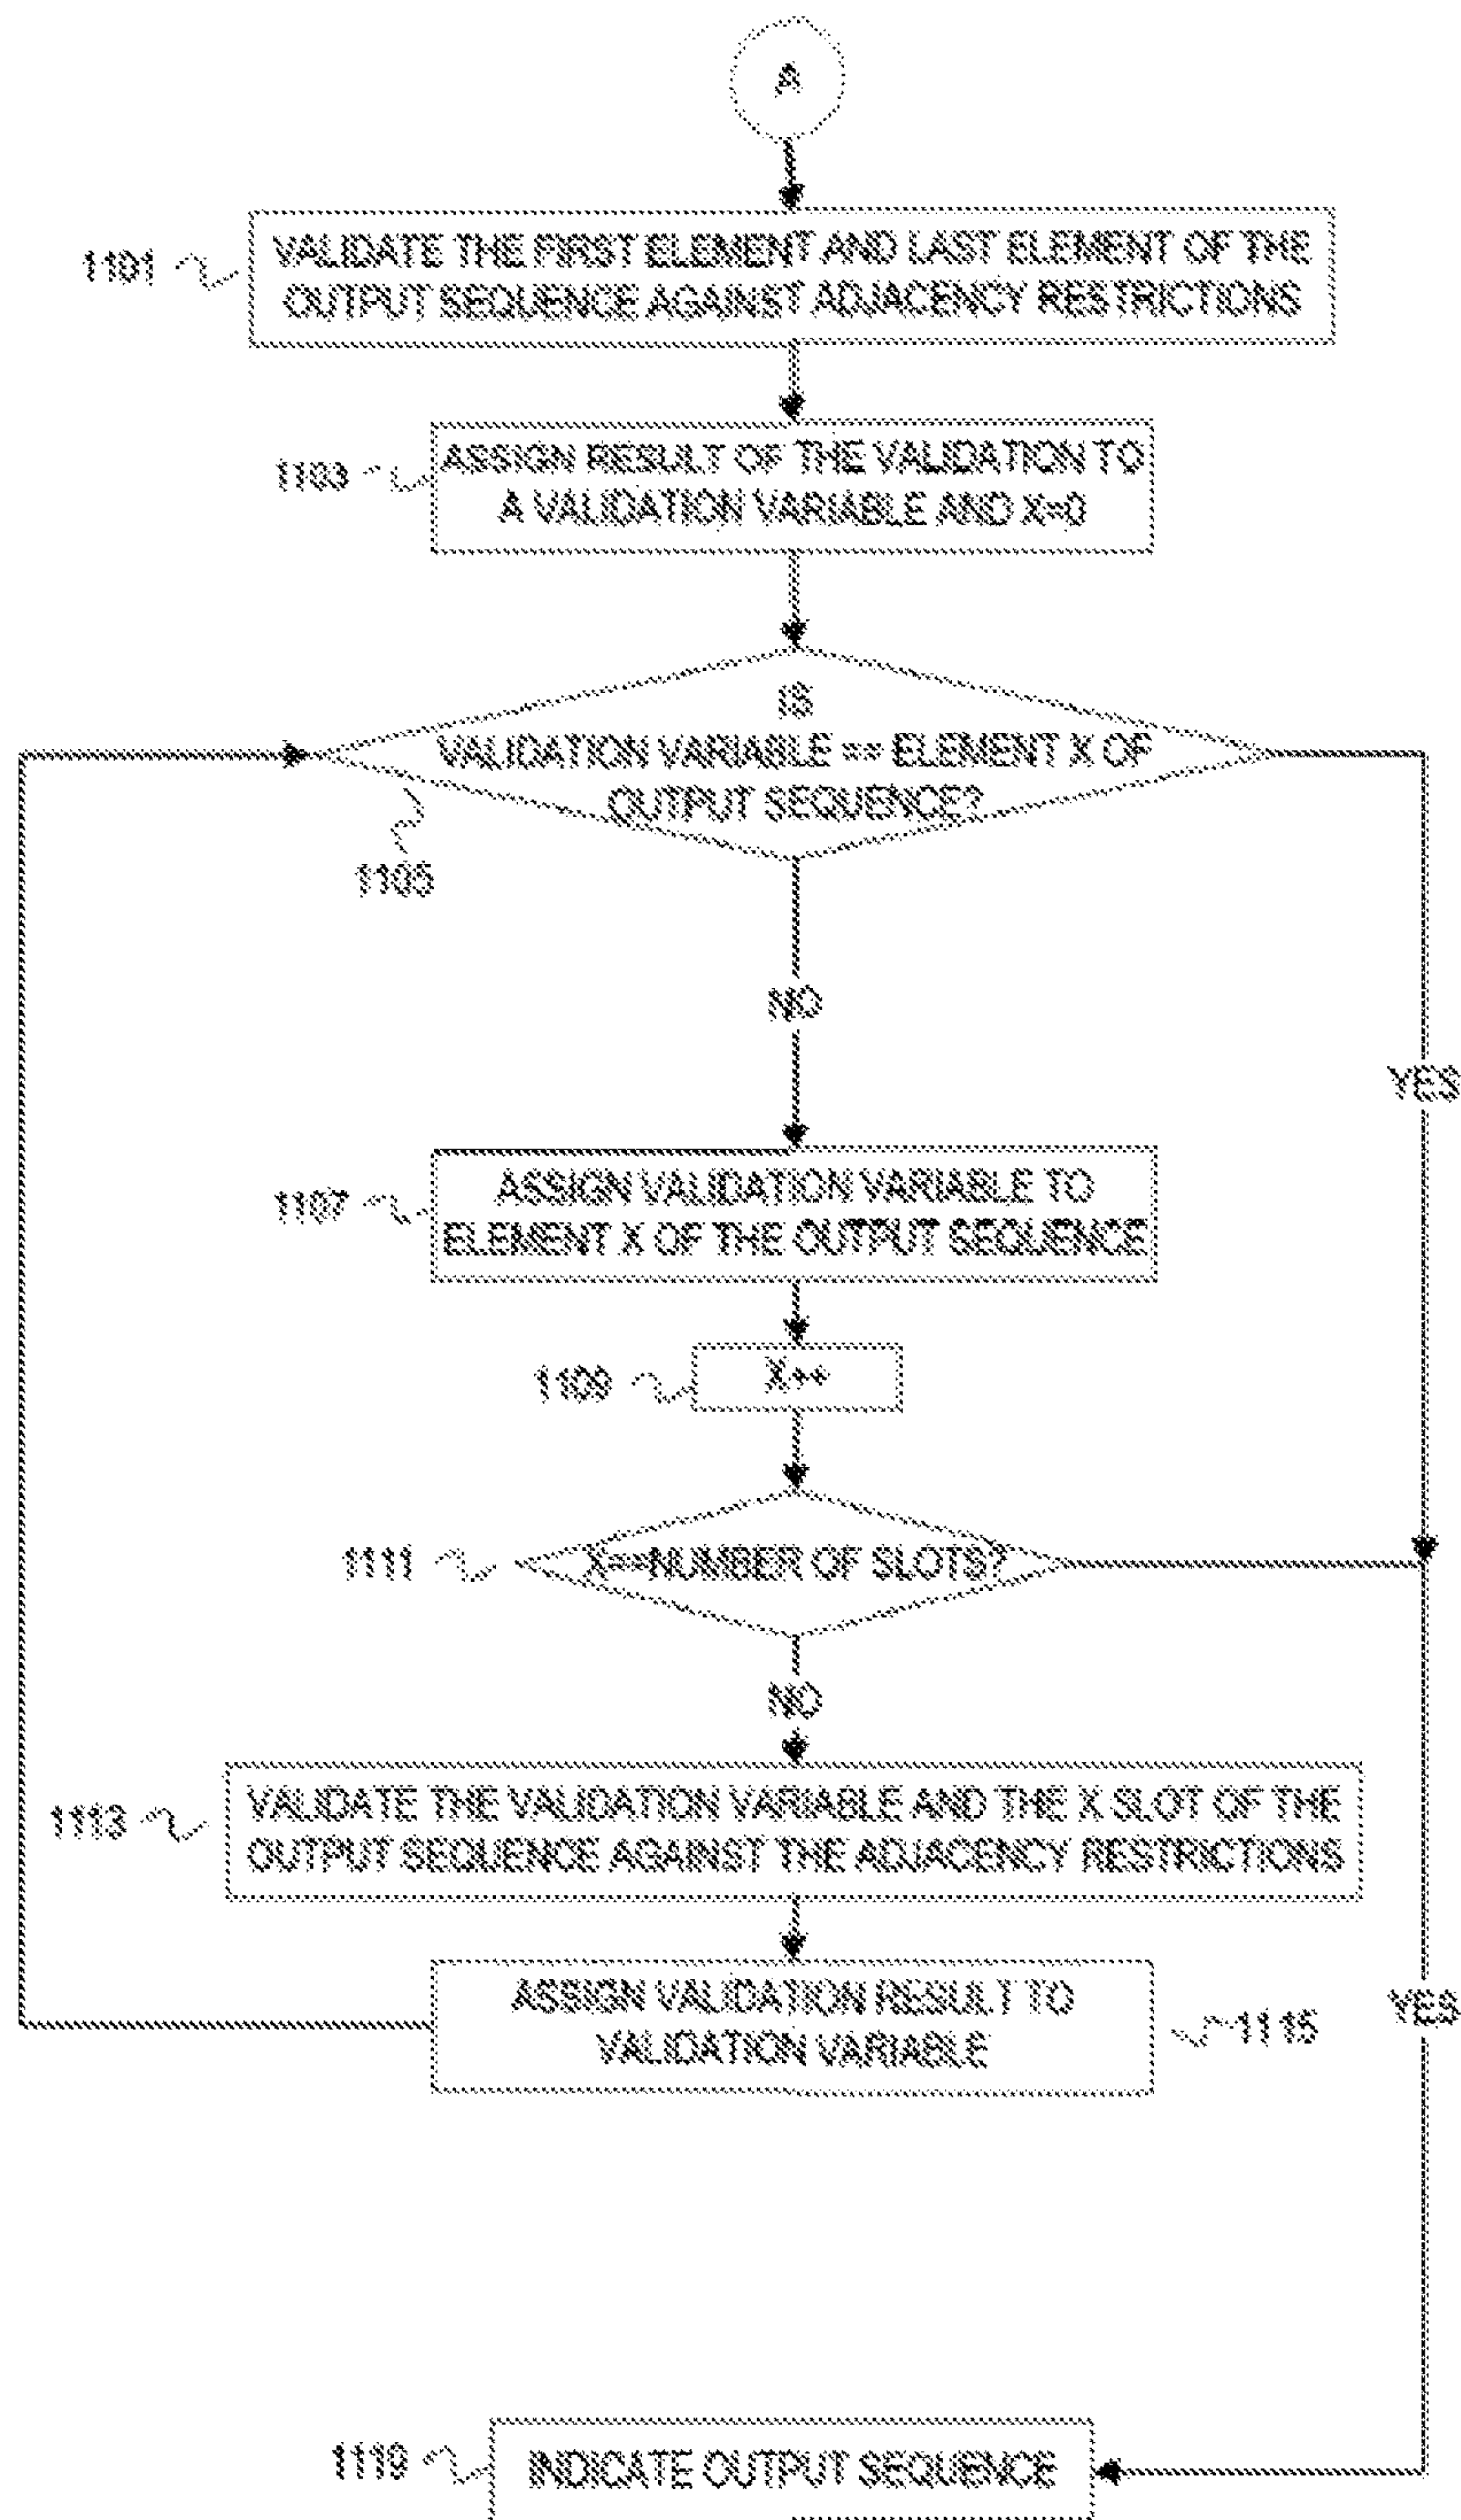 A
1101
VALIDATE THE FIRST ELEMENT AND LAST ELEMENT OF THE
OUTPUT SEQUENCE AGAINST ADJACENCY RESTRICTIONS
1103
ASSIGN RESULT OF THE VALIDATION TO
A VALIDATION VARIABLE AND X=0
IS
VALIDATION VARIABLE == ELEMENT X OF
OUTPUT SEQUENCE?
1105
NO
YES
1107
ASSIGN VALIDATION VARIABLE TO
ELEMENT X OF THE OUTPUT SEQUENCE
1109
X++
1111
X==NUMBER OF SLOTS?
NO
1113
VALIDATE THE VALIDATION VARIABLE AND THE X SLOT OF THE
OUTPUT SEQUENCE AGAINST THE ADJACENCY RESTRICTIONS
ASSIGN VALIDATION RESULT TO
VALIDATION VARIABLE
1115
YES
1119
INDICATE OUTPUT SEQUENCE